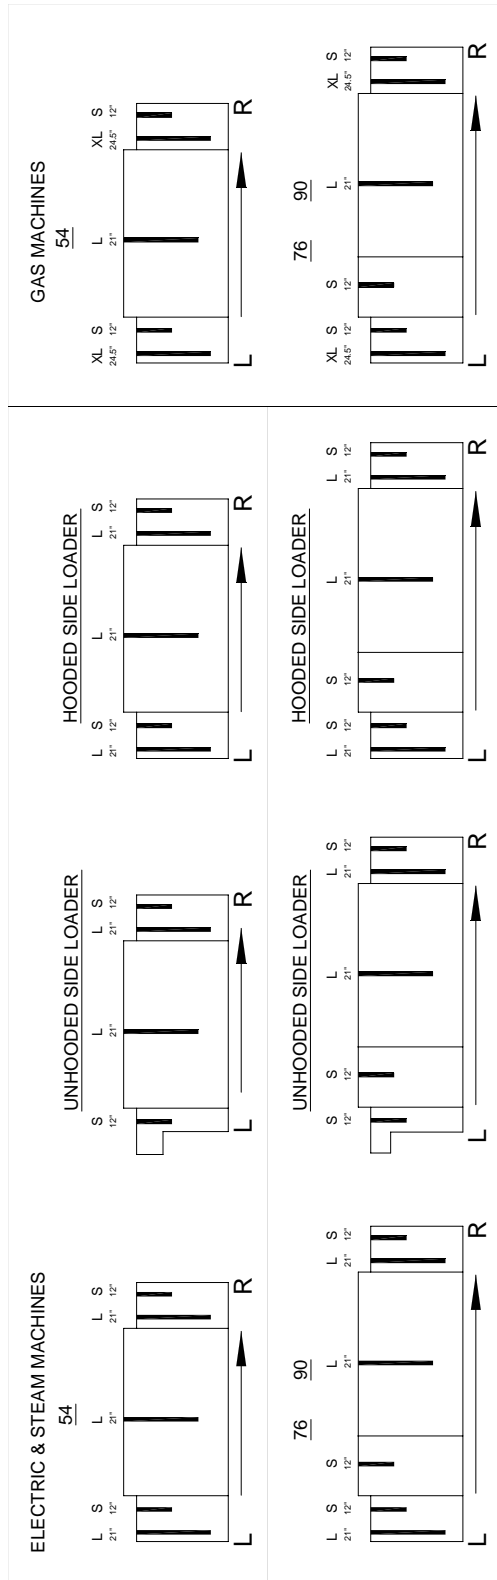 ELECTRIC & STEAM MACHINES
54
L S L L S
21" 12" 21" 21" 12"
L R
UNHOODED SIDE LOADER
S L L S
12" 21" 21" 12"
L R
HOODED SIDE LOADER
L S L L S
21" 12" 21" 21" 12"
L R
GAS MACHINES
54
XL S L XL S
24.5" 12" 21" 24.5" 12"
L R
76 90
L S S L L S
21" 12" 12" 21" 21" 12"
L R
UNHOODED SIDE LOADER
S S L L S
12" 12" 21" 21" 12"
L R
HOODED SIDE LOADER
L S S L L S
21" 12" 12" 21" 21" 12"
L R
76 90
XL S S L XL S
24.5" 12" 12" 21" 24.5" 12"
L R